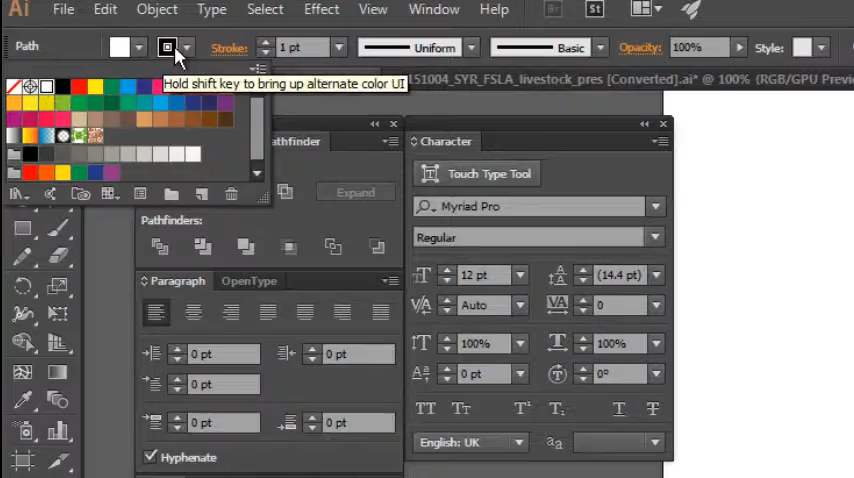 Ai File Edit Object Type Select Effect View Window Help Br St
Path Stroke: 1 pt Uniform Basic Opacity: 100% Style:
151004_SYR_FSLA_livestock_pres [Converted].ai* @ 100% (RGB/GPU Previe
Hold shift key to bring up alternate color UI
athfinder
Expand
Pathfinders:
Paragraph OpenType
0 pt 0 pt
0 pt
0 pt 0 pt
Hyphenate
Character
Touch Type Tool
Myriad Pro
Regular
12 pt (14.4 pt)
Auto 0
100% 100%
0 pt 0°
TT Tt T¹ T₁ T T
English: UK aa